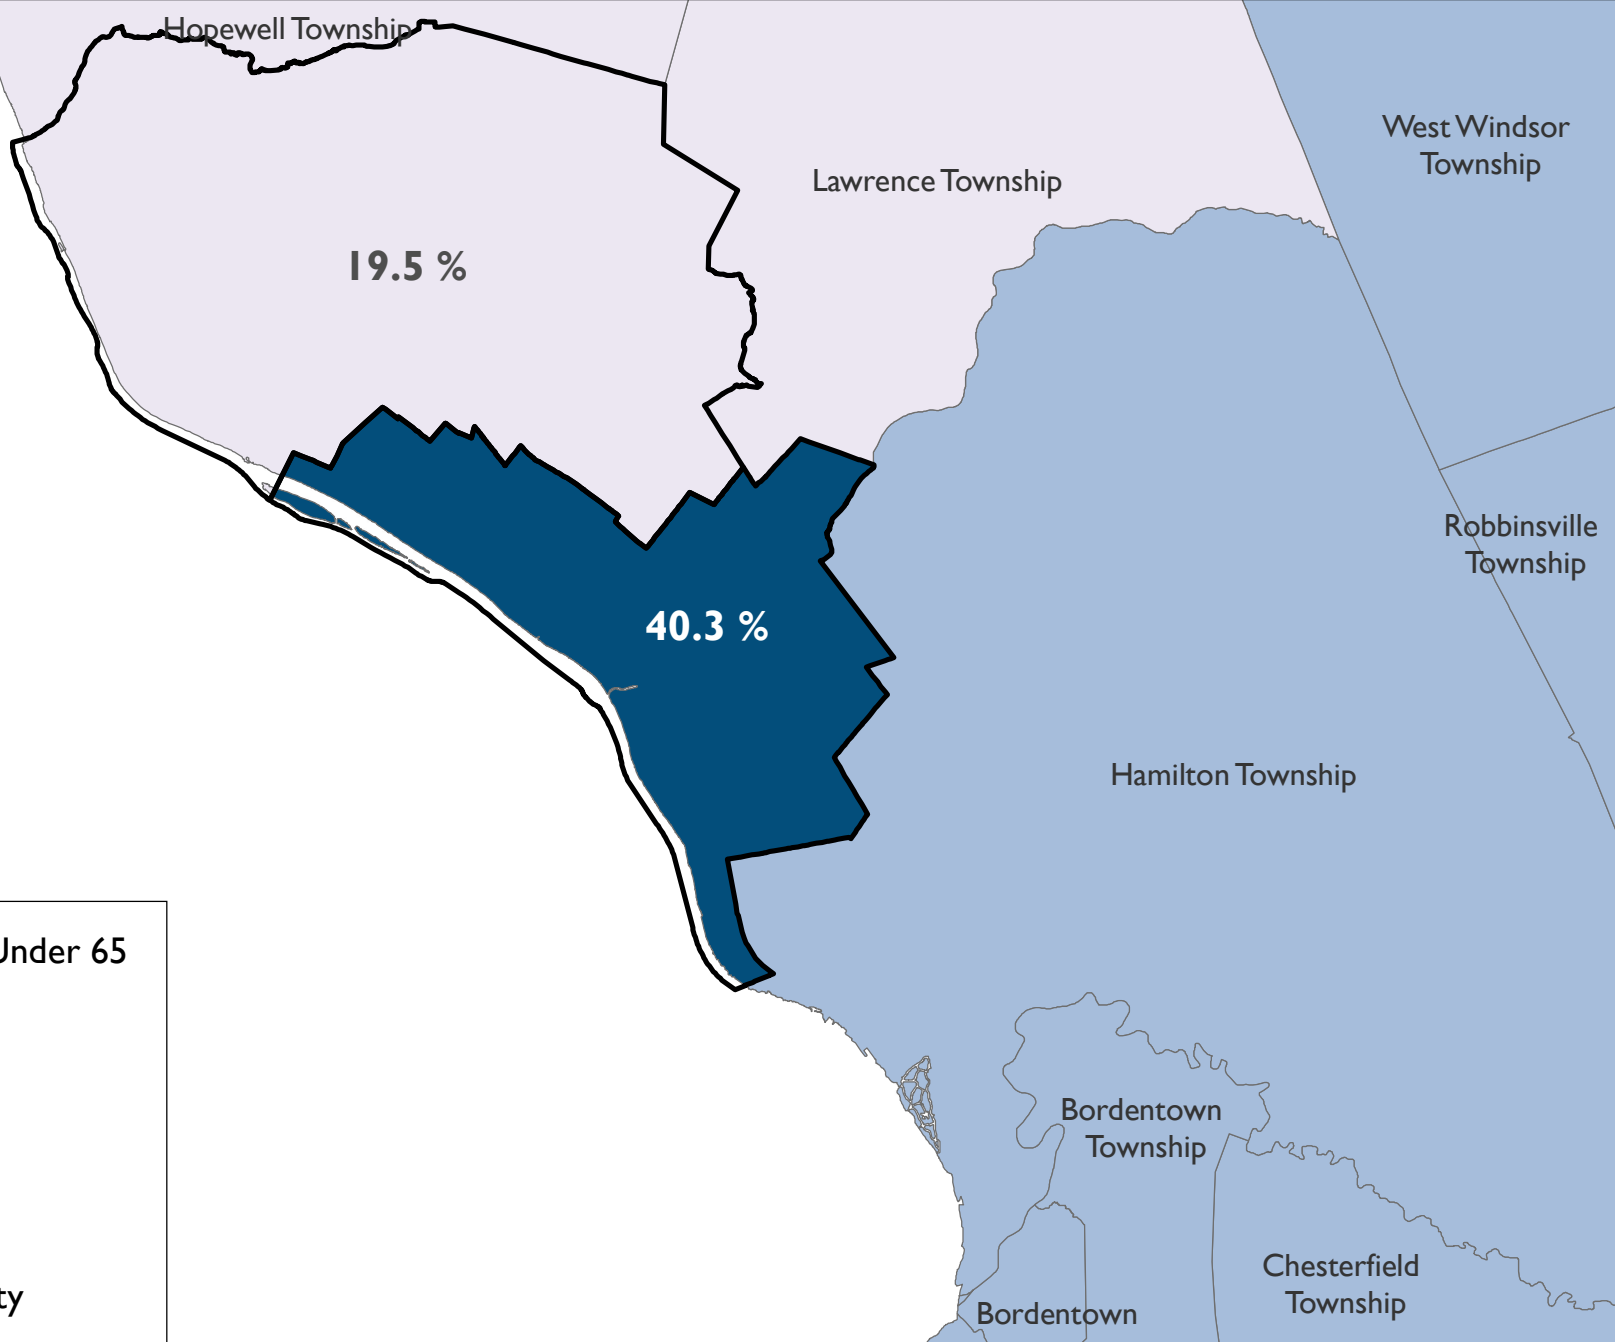 Hopewell Township
West Windsor
Township
Lawrence Township
19.5 %
Robbinsville
Township
40.3 %
Hamilton Township
Under 65
Bordentown
Township
Chesterfield
Township
ty
Bordentown